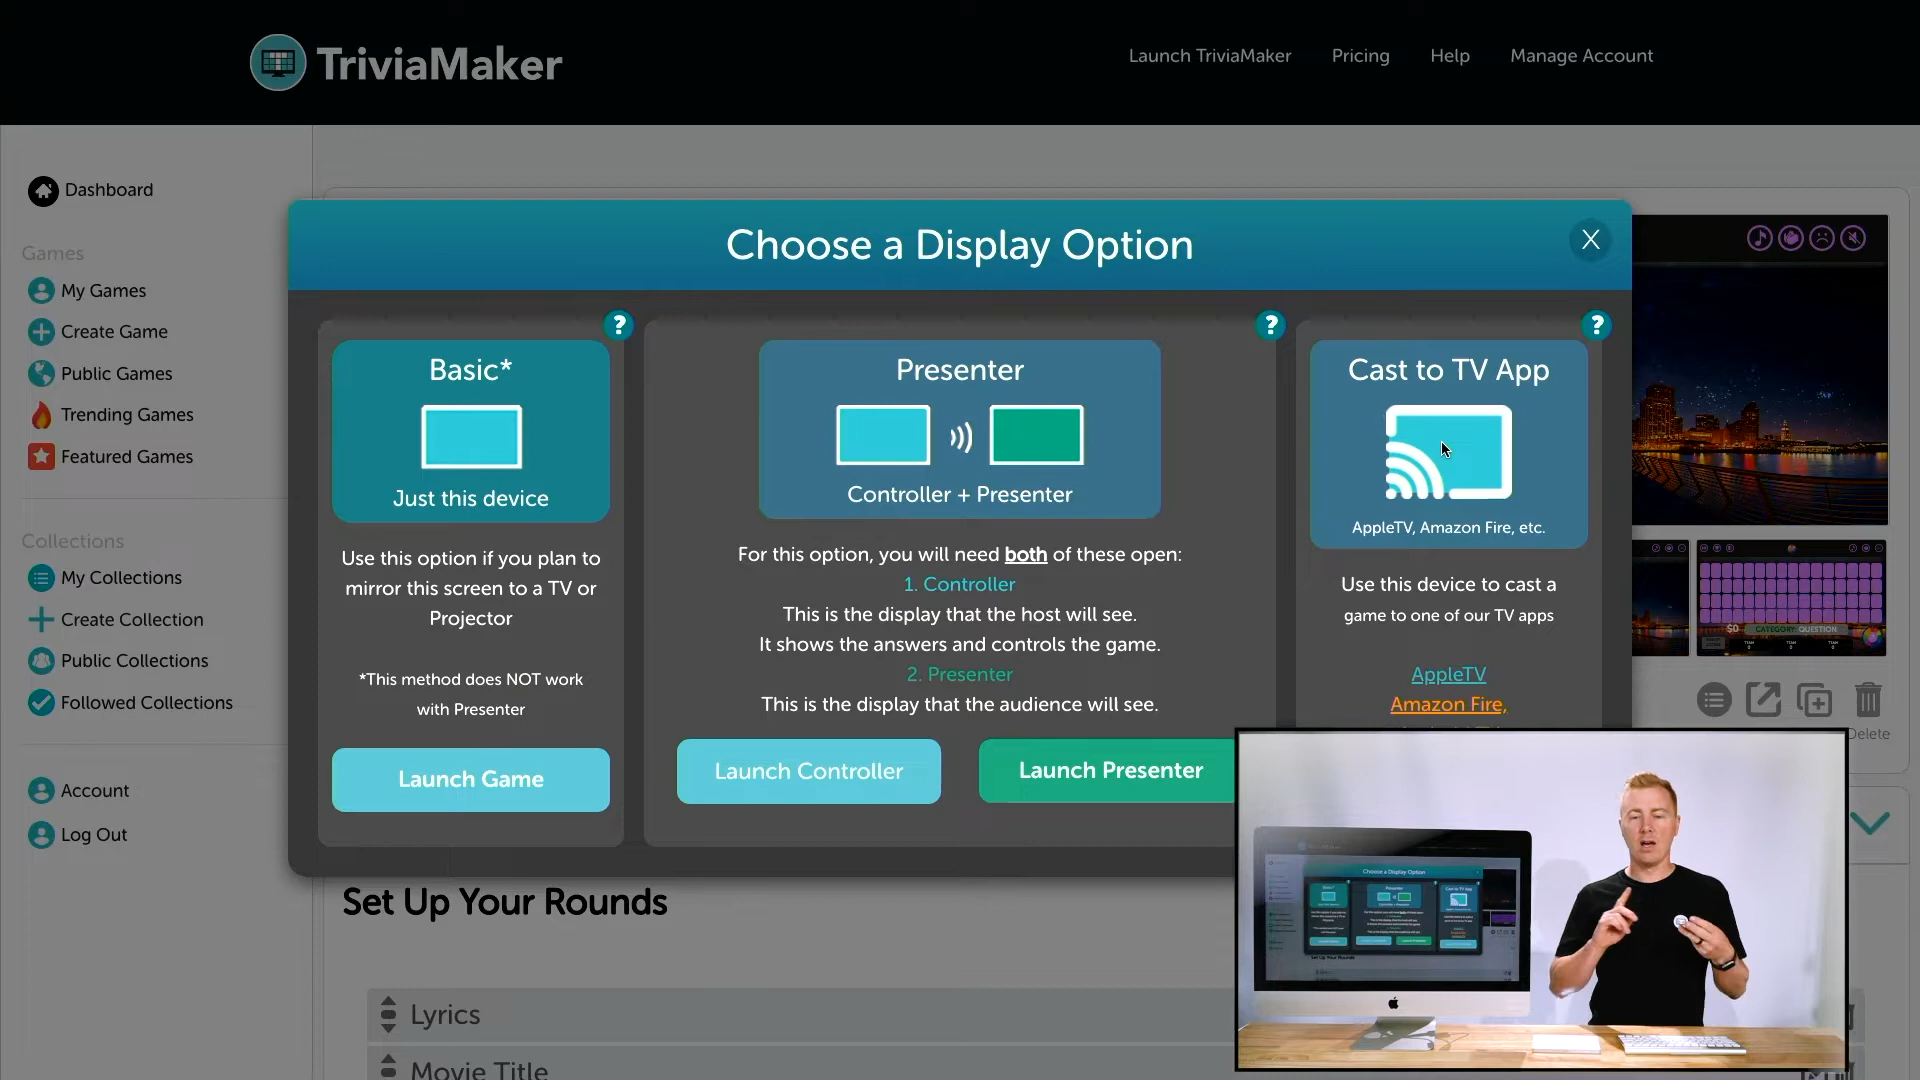 TriviaMaker
Launch TriviaMaker
Pricing
Help
Manage Account
Dashboard
Games
My Games
Create Game
Public Games
Trending Games
Featured Games
Collections
My Collections
Create Collection
Public Collections
Followed Collections
Account
Log Out
Choose a Display Option
X
?
Basic*
Just this device
Use this option if you plan to
mirror this screen to a TV or
Projector
*This method does NOT work
with Presenter
Launch Game
?
Presenter
Controller + Presenter
For this option, you will need both of these open:
1. Controller
This is the display that the host will see.
It shows the answers and controls the game.
2. Presenter
This is the display that the audience will see.
Launch Controller
Launch Presenter
?
Cast to TV App
AppleTV, Amazon Fire, etc.
Use this device to cast a
game to one of our TV apps
AppleTV
Amazon Fire,
$0
CATEGORY QUESTION
Delete
Set Up Your Rounds
Lyrics
Movie Title
Choose a Display Option